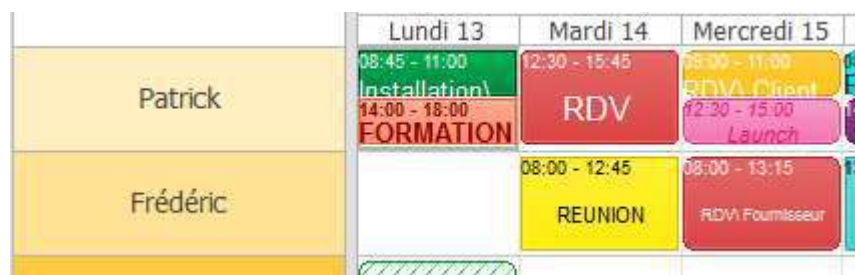 Lundi 13 Mardi 14 Mercredi 15
Patrick
08:45 - 11:00
Installation\
14:00 - 18:00
FORMATION
12:30 - 15:45
RDV
09:00 - 11:00
RDV\ Client
12:30 - 15:00
Launch
Frédéric
08:00 - 12:45
REUNION
08:00 - 13:15
RDV\ Fournisseur